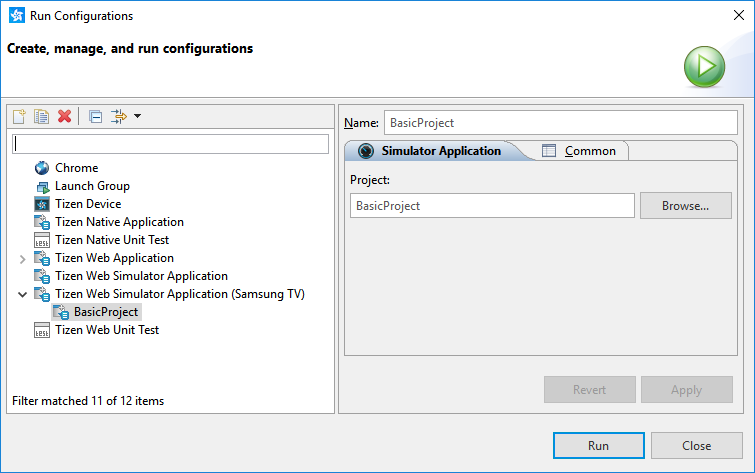 Run Configurations
Create, manage, and run configurations
Chrome
Launch Group
Tizen Device
Tizen Native Application
Tizen Native Unit Test
Tizen Web Application
Tizen Web Simulator Application
Tizen Web Simulator Application (Samsung TV)
BasicProject
Tizen Web Unit Test
Filter matched 11 of 12 items
Name: BasicProject
Simulator Application Common
Project:
BasicProject Browse...
Revert Apply
Run Close